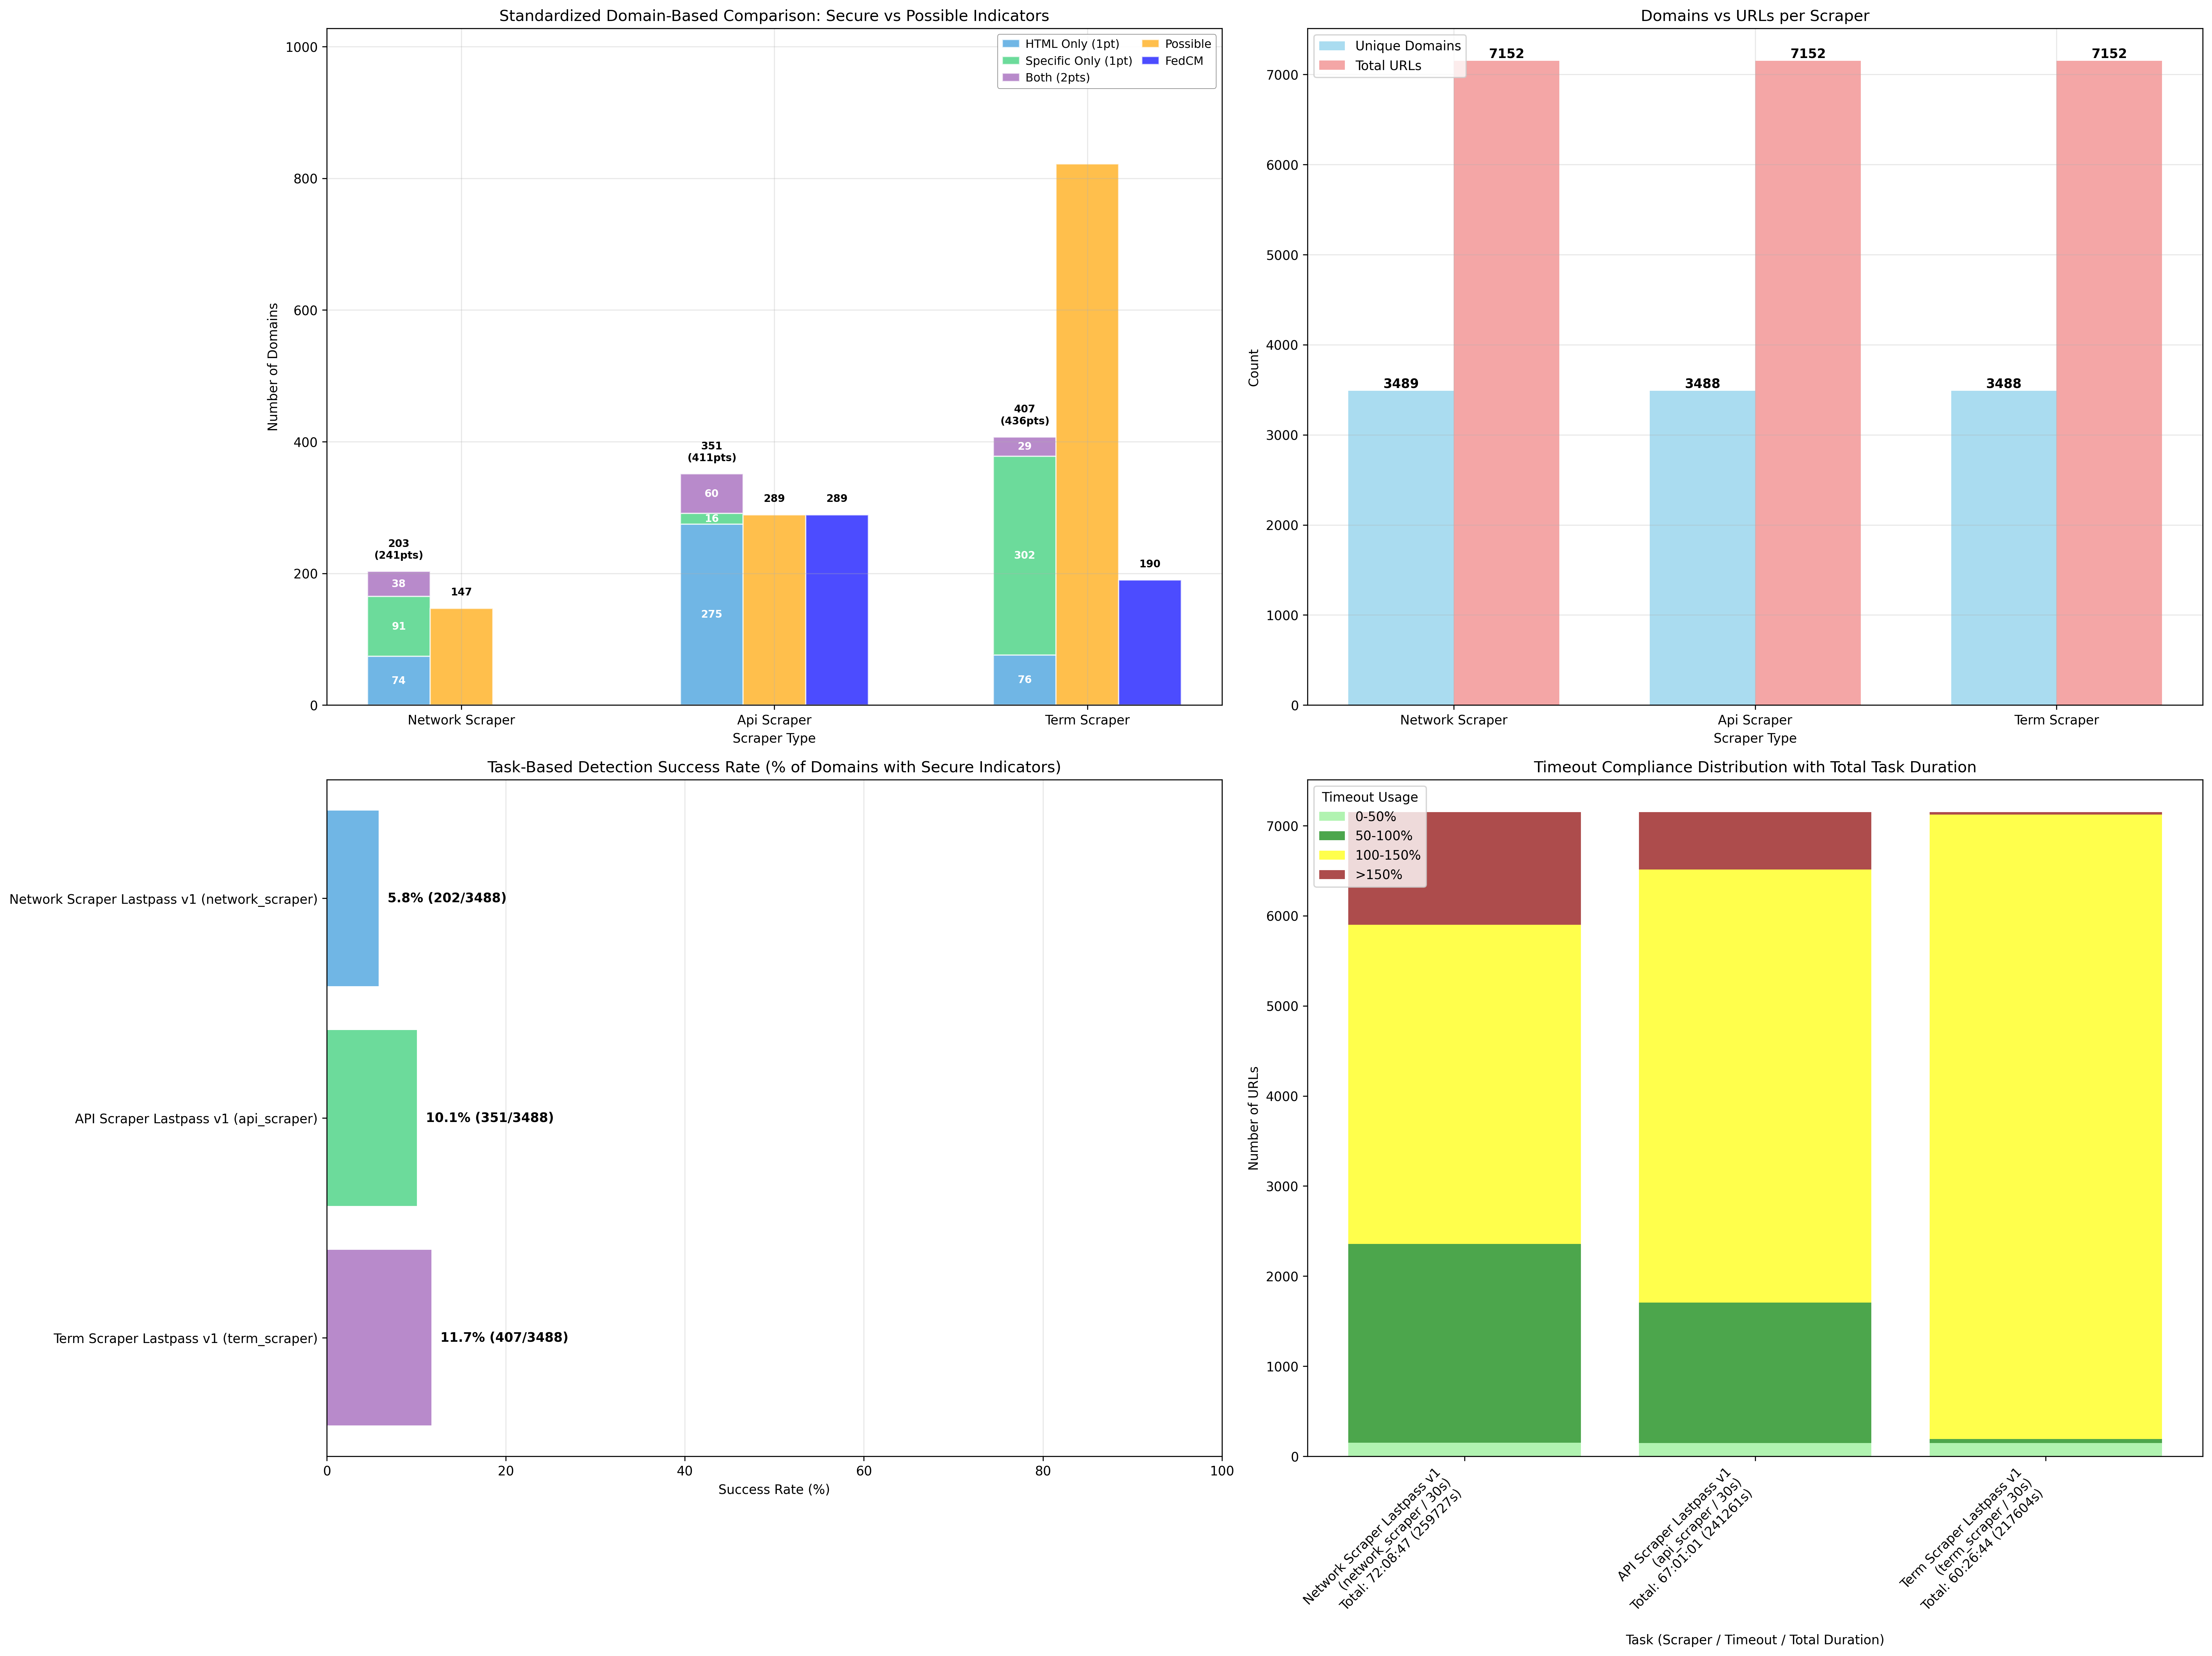 Standardized Domain-Based Comparison: Secure vs Possible Indicators
HTML Only (1pt)
Specific Only (1pt)
Both (2pts)
Possible
FedCM
Number of Domains
1000
800
600
400
200
0
203
(241pts)
38
91
74
147
351
(411pts)
60
16
275
289
289
407
(436pts)
29
302
76
190
Network Scraper
Api Scraper
Term Scraper
Scraper Type
Domains vs URLs per Scraper
Unique Domains
Total URLs
Count
7000
6000
5000
4000
3000
2000
1000
0
3489
7152
3488
7152
3488
7152
Network Scraper
Api Scraper
Term Scraper
Scraper Type
Task-Based Detection Success Rate (% of Domains with Secure Indicators)
Network Scraper Lastpass v1 (network_scraper)
5.8% (202/3488)
API Scraper Lastpass v1 (api_scraper)
10.1% (351/3488)
Term Scraper Lastpass v1 (term_scraper)
11.7% (407/3488)
0
20
40
60
80
100
Success Rate (%)
Timeout Compliance Distribution with Total Task Duration
Timeout Usage
0-50%
50-100%
100-150%
>150%
Number of URLs
7000
6000
5000
4000
3000
2000
1000
0
Network Scraper Lastpass v1
(network_scraper / 30s)
Total: 72:08:47 (259727s)
API Scraper Lastpass v1
(api_scraper / 30s)
Total: 67:01:01 (241261s)
Term Scraper Lastpass v1
(term_scraper / 30s)
Total: 60:26:44 (217604s)
Task (Scraper / Timeout / Total Duration)